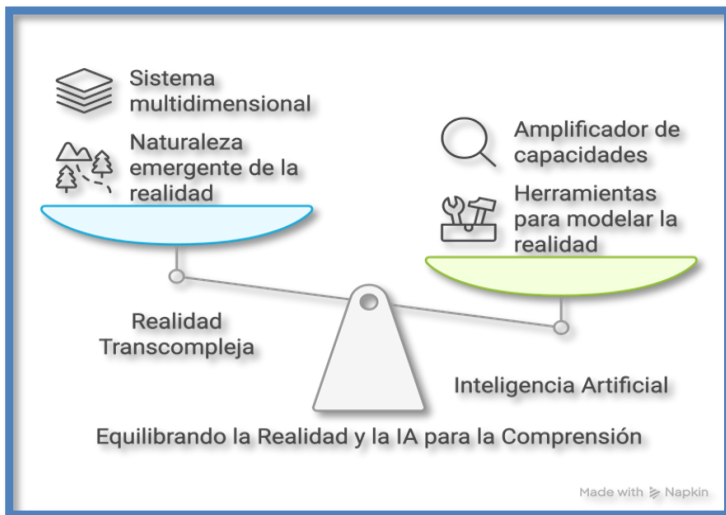 Sistema
multidimensional
Naturaleza
emergente de la
realidad
Amplificador de
capacidades
Herramientas
para modelar la
realidad
Realidad
Transcompleja
Inteligencia Artificial
Equilibrando la Realidad y la IA para la Comprensión
Made with Napkin